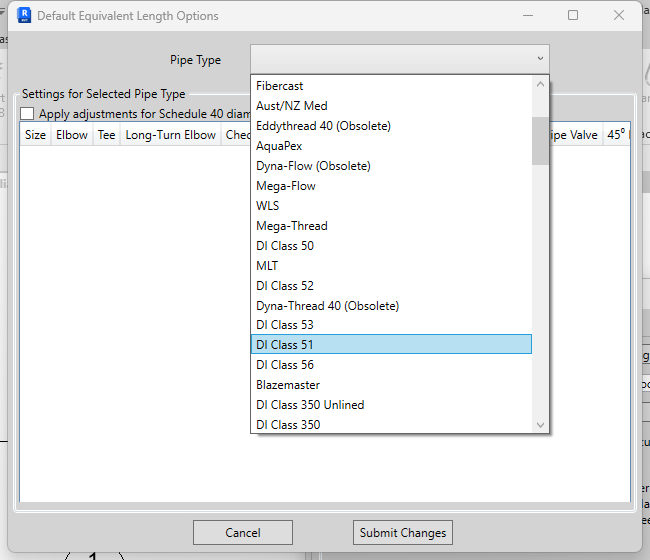 Default Equivalent Length Options
Pipe Type
Settings for Selected Pipe Type
Apply adjustments for Schedule 40 diam
Size Elbow Tee Long-Turn Elbow Chec ipe Valve 45°
Fibercast
Aust/NZ Med
Eddythread 40 (Obsolete)
AquaPex
Dyna-Flow (Obsolete)
Mega-Flow
WLS
Mega-Thread
DI Class 50
MLT
DI Class 52
Dyna-Thread 40 (Obsolete)
DI Class 53
DI Class 51
DI Class 56
Blazemaster
DI Class 350 Unlined
DI Class 350
Cancel Submit Changes
1